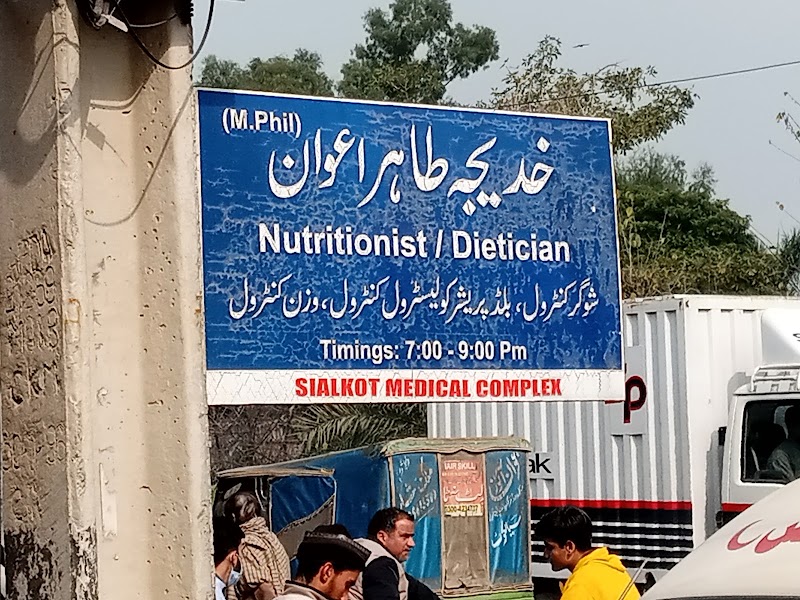 (M.Phil)
خدیجہ طاہر اعوان
Nutritionist / Dietician
شوگر کنٹرول، بلڈ پریشر کولیسٹرول کنٹرول، وزن کنٹرول
Timings: 7:00 - 9:00 Pm
SIALKOT MEDICAL COMPLEX